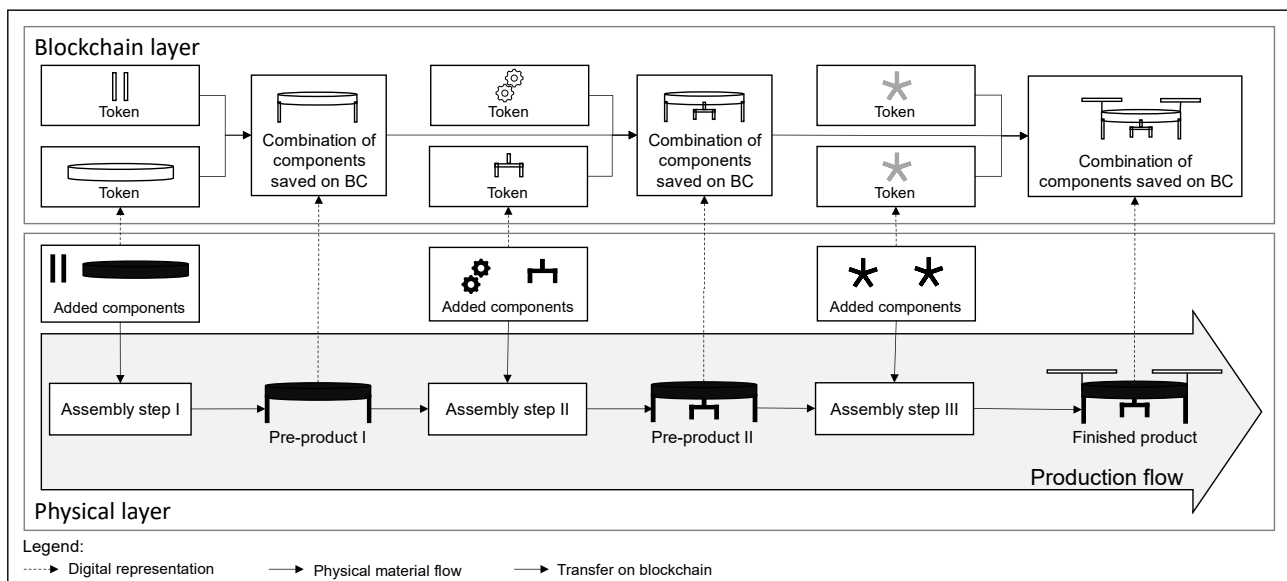 Blockchain layer
Token
Token
Combination of
components
saved on BC
Token
Token
Combination of
components
saved on BC
Token
Token
Combination of
components saved on BC
Added components
Added components
Added components
Assembly step I
Pre-product I
Assembly step II
Pre-product II
Assembly step III
Finished product
Production flow
Physical layer
Legend:
Digital representation
Physical material flow
Transfer on blockchain